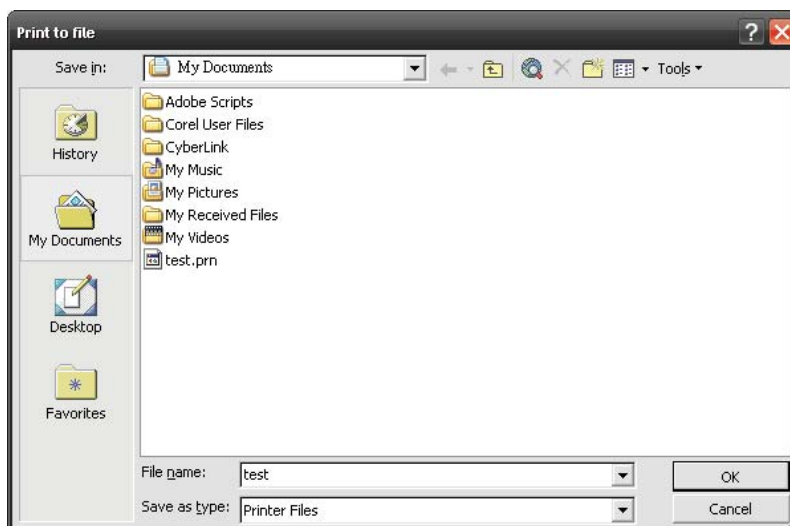 Print to file
Save in:
My Documents
Tools
History
My Documents
Desktop
Favorites
Adobe Scripts
Corel User Files
CyberLink
My Music
My Pictures
My Received Files
My Videos
test.prn
File name:
test
OK
Save as type:
Printer Files
Cancel